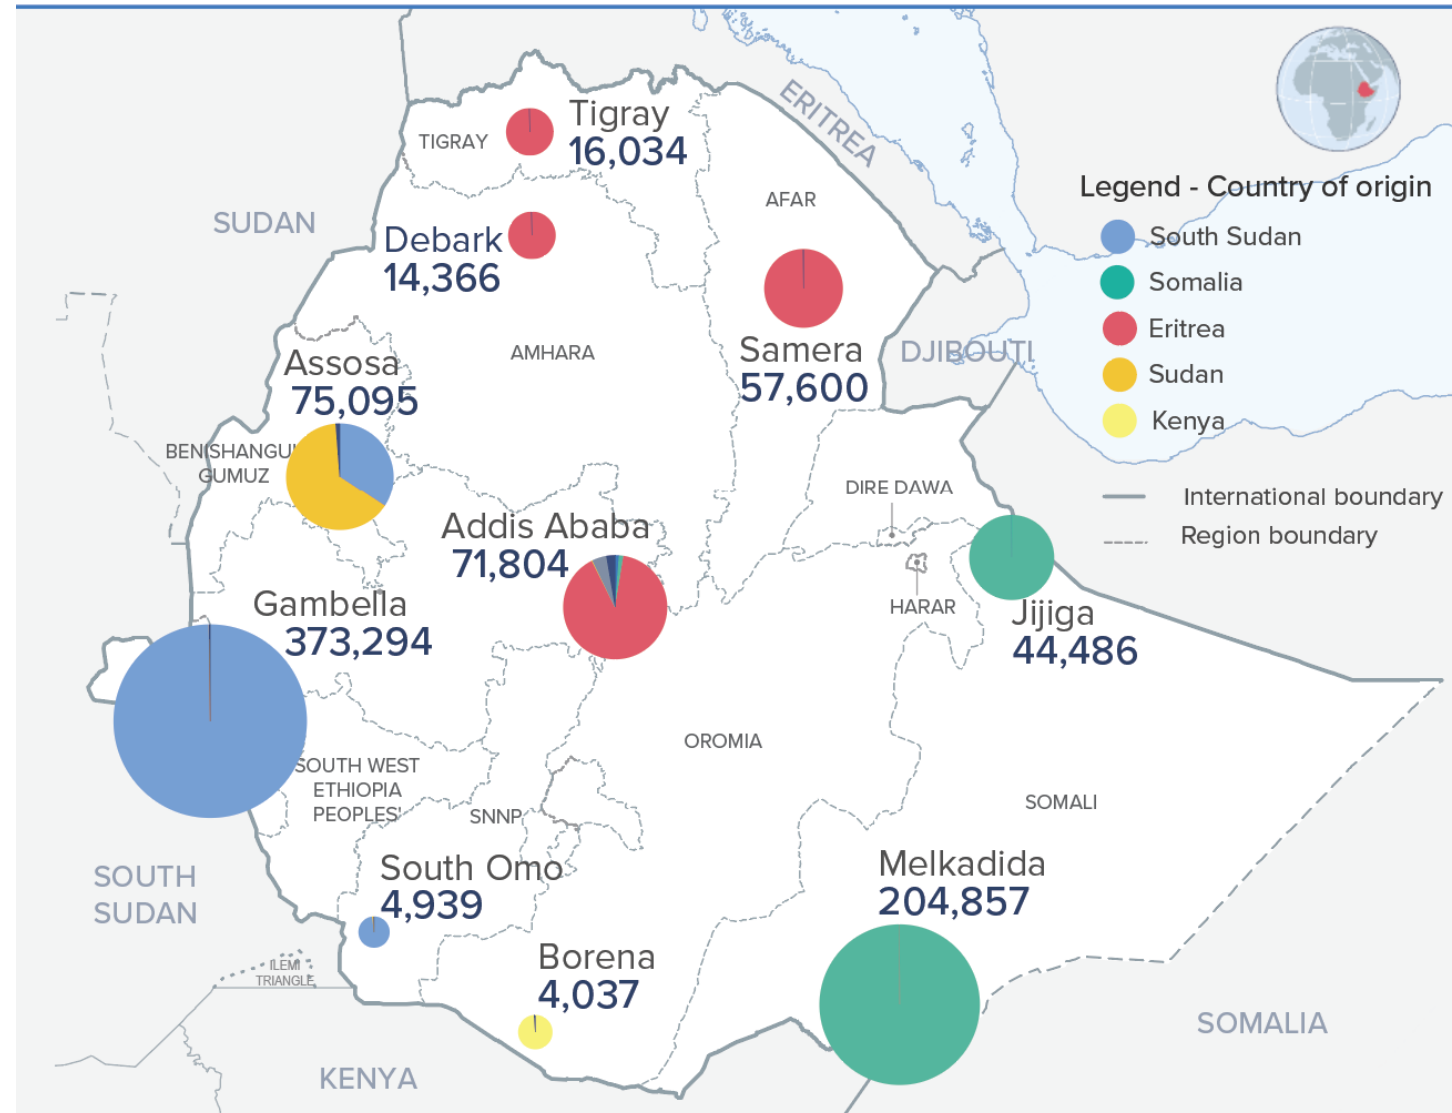 Tigray
16,034
TIGRAY
ERITREA
AFAR
Legend - Country of origin
South Sudan
Somalia
Eritrea
Sudan
Kenya
International boundary
Region boundary
SUDAN
Debark
14,366
AMHARA
Samera
57,600
DJIBOUTI
Assosa
75,095
BENISHANGU
GUMUZ
DIRE DAWA
Addis Ababa
71,804
HARAR
Jijiga
44,486
Gambella
373,294
OROMIA
SOUTH WEST
ETHIOPIA
PEOPLES'
SNNP
SOMALI
SOUTH
SUDAN
South Omo
4,939
Melkadida
204,857
ILEMI
TRIANGLE
Borena
4,037
KENYA
SOMALIA